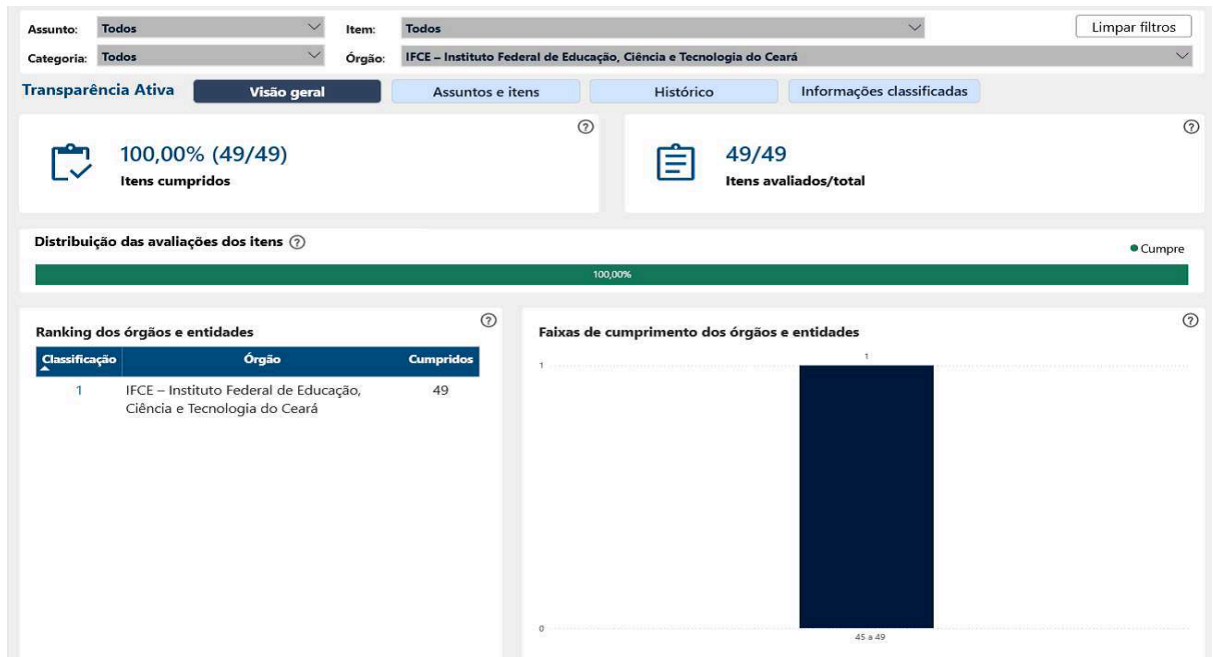 Assunto: Todos Item: Todos Limpar filtros
Categoria: Todos Órgão: IFCE – Instituto Federal de Educação, Ciência e Tecnologia do Ceará
Transparência Ativa Visão geral Assuntos e itens Histórico Informações classificadas
100,00% (49/49)
Itens cumpridos
49/49
Itens avaliados/total
Distribuição das avaliações dos itens
Cumpre
100,00%
Ranking dos órgãos e entidades
Classificação Órgão Cumpridos
1 IFCE – Instituto Federal de Educação, 49
Ciência e Tecnologia do Ceará
Faixas de cumprimento dos órgãos e entidades
1
1
0
45 a 49